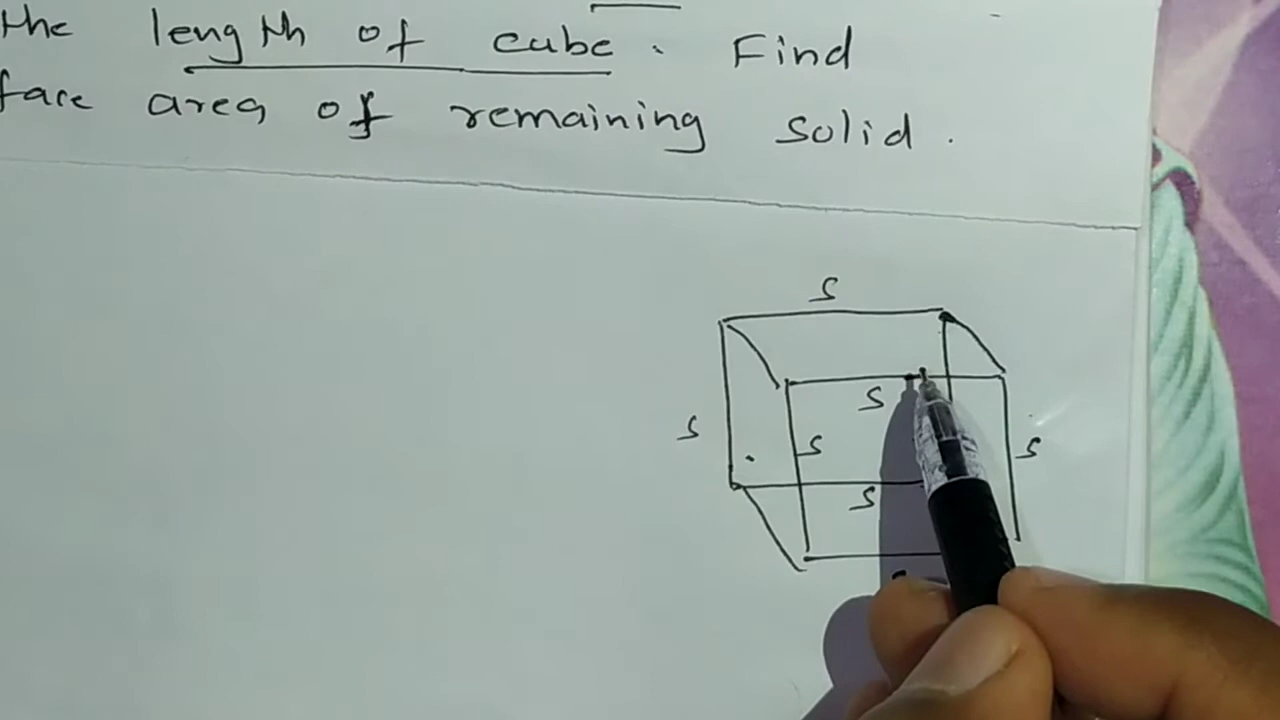 the length of cube. Find
face area of remaining solid.
S
S
S
S
S
S